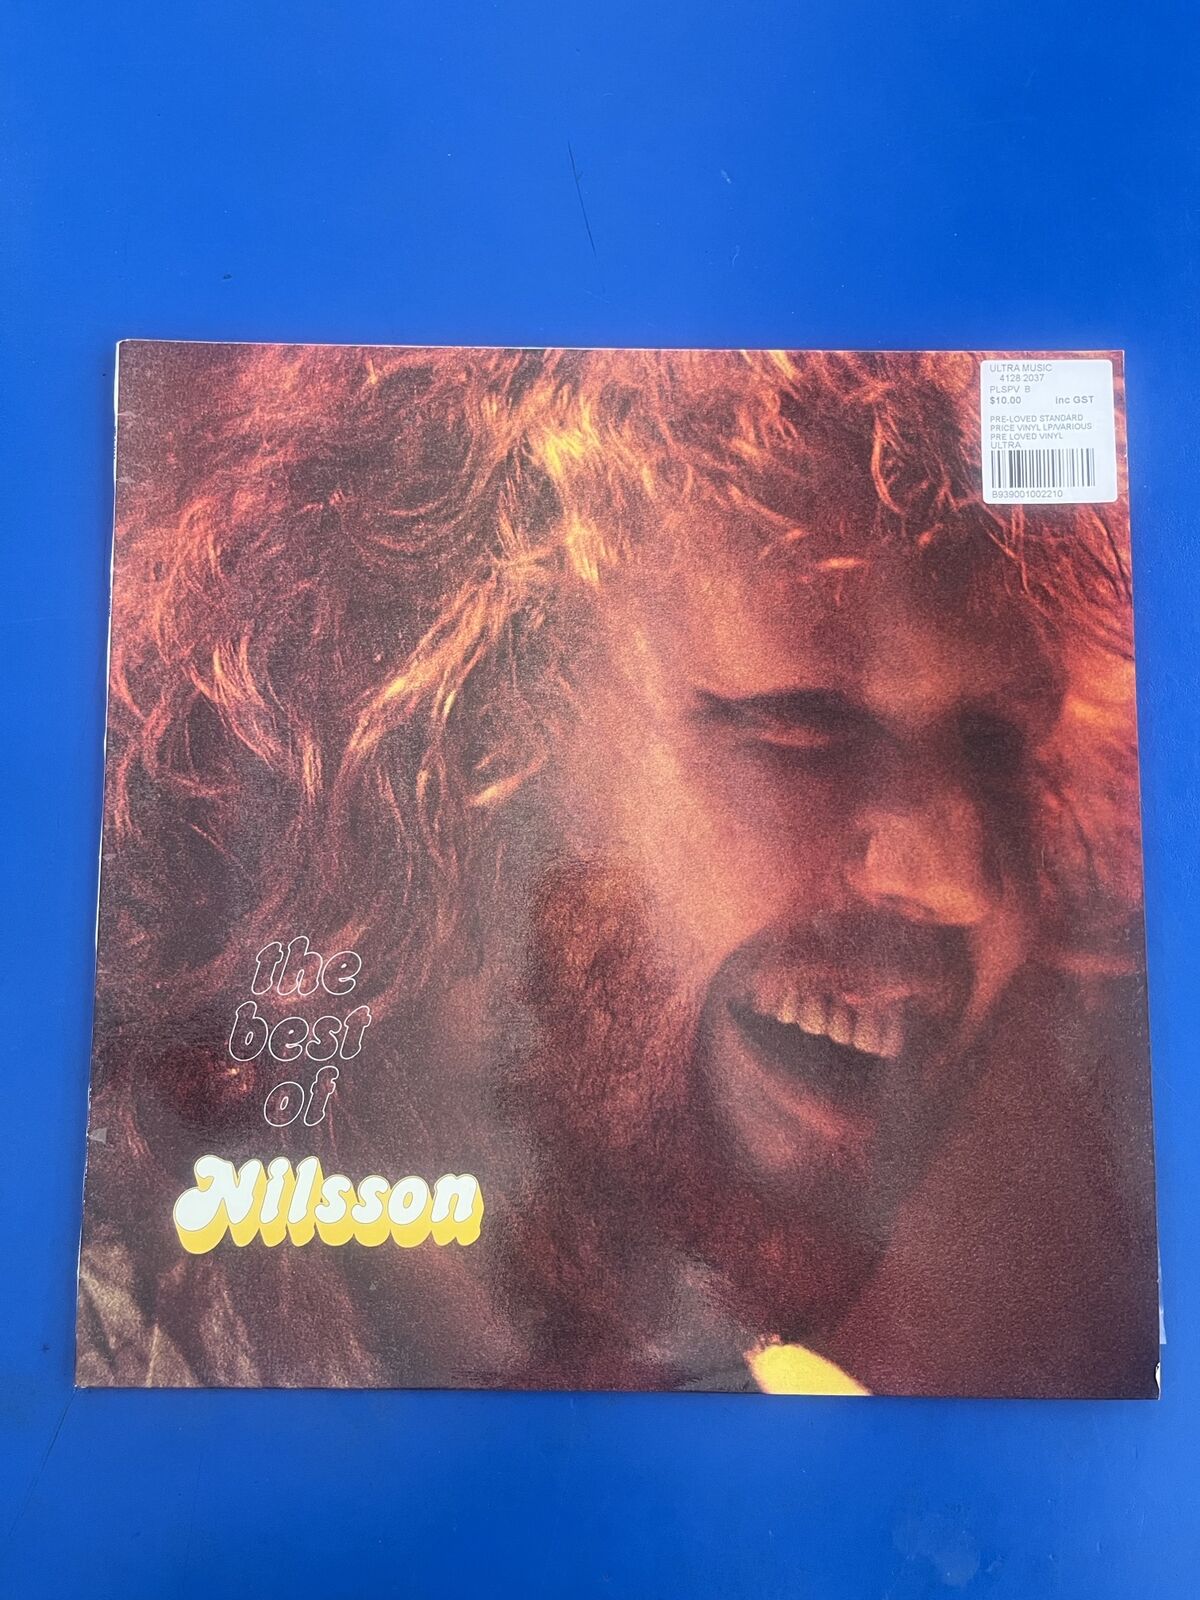 ULTRA MUSIC
4128 2037
PLSPV B
$10.00 inc GST
PRE-LOVED STANDARD
PRICE VINYL LP/VARIOUS
PRE LOVED VINYL
ULTRA
B939001002210
the
best
of
Nilsson